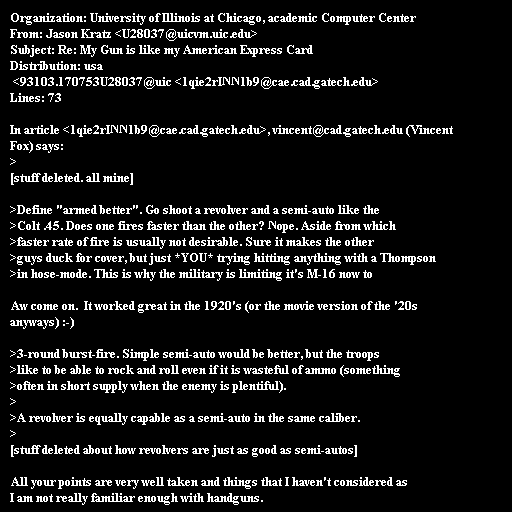 Organization: University of Illinois at Chicago, academic Computer Center
From: Jason Kratz <U28037@uicvm.uic.edu>
Subject: Re: My Gun is like my American Express Card
Distribution: usa
<93103.170753U28037@uic <1qie2rINN1b9@cae.cad.gatech.edu>
Lines: 73

In article <1qie2rINN1b9@cae.cad.gatech.edu>, vincent@cad.gatech.edu (Vincent
Fox) says:
>
[stuff deleted. all mine]

>Define "armed better". Go shoot a revolver and a semi-auto like the
>Colt .45. Does one fires faster than the other? Nope. Aside from which
>faster rate of fire is usually not desirable. Sure it makes the other
>guys duck for cover, but just *YOU* trying hitting anything with a Thompson
>in hose-mode. This is why the military is limiting it's M-16 now to

Aw come on.  It worked great in the 1920's (or the movie version of the '20s
anyways) :-)

>3-round burst-fire. Simple semi-auto would be better, but the troops
>like to be able to rock and roll even if it is wasteful of ammo (something
>often in short supply when the enemy is plentiful).
>
>A revolver is equally capable as a semi-auto in the same caliber.
>
[stuff deleted about how revolvers are just as good as semi-autos]

All your points are very well taken and things that I haven't considered as
I am not really familiar enough with handguns.